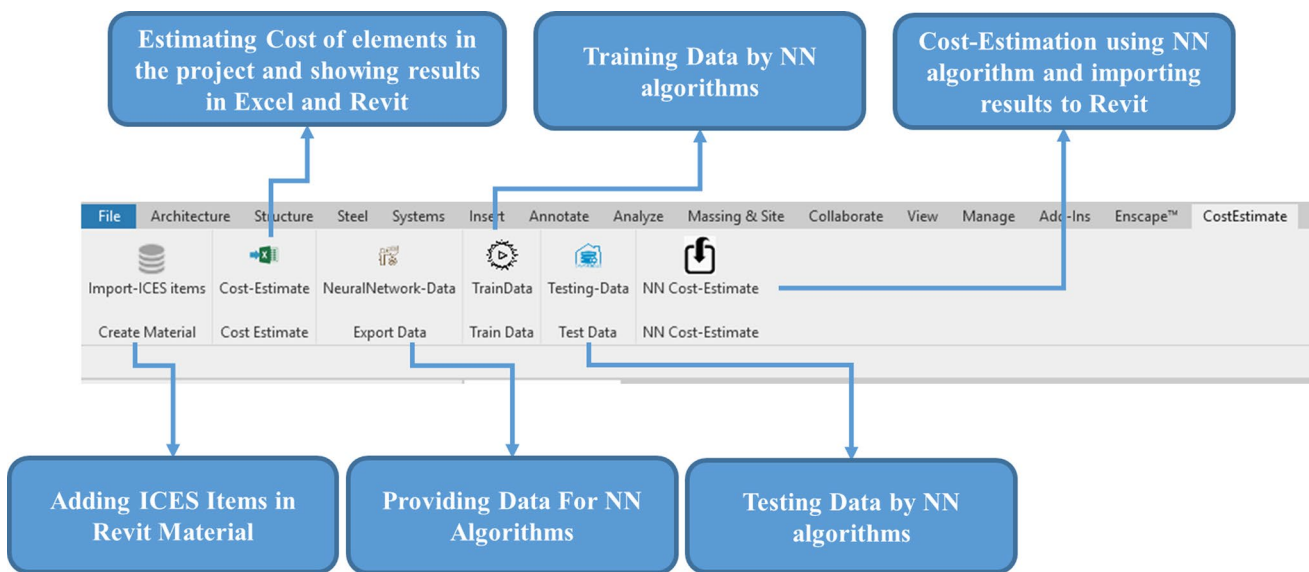 Estimating Cost of elements in
the project and showing results
in Excel and Revit
Training Data by NN
algorithms
Cost-Estimation using NN
algorithm and importing
results to Revit
File Architecture Structure Steel Systems Insert Annotate Analyze Massing & Site Collaborate View Manage Add-Ins Enscape™ CostEstimate
Import-ICES items Cost-Estimate NeuralNetwork-Data TrainData Testing-Data NN Cost-Estimate
Create Material Cost Estimate Export Data Train Data Test Data NN Cost-Estimate
Adding ICES Items in
Revit Material
Providing Data For NN
Algorithms
Testing Data by NN
algorithms